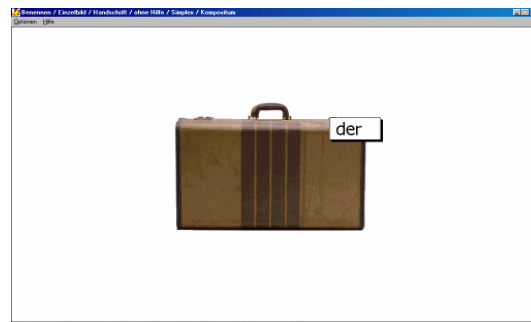 Benennen / Einzelbild / Handschrift / ohne Hilfe / Simplex / Kompositum
Optionen Hilfe
der